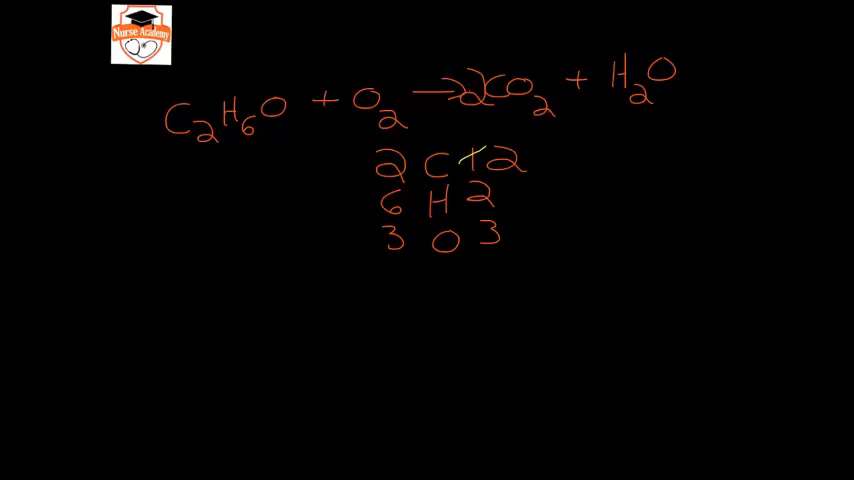 Nurse Academy
C₂H₆O + O₂ → 2CO₂ + H₂O
2 C 1 2
6 H 2
3 O 3